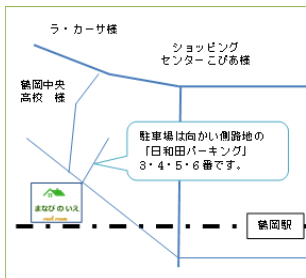 ラ・カーサ様
ショッピング
センターこぴあ様
鶴岡中央
高校　様
駐車場は向かい側路地の
「日和田パーキング」
3・4・5・6番です。
まなびのいえ
鶴岡駅